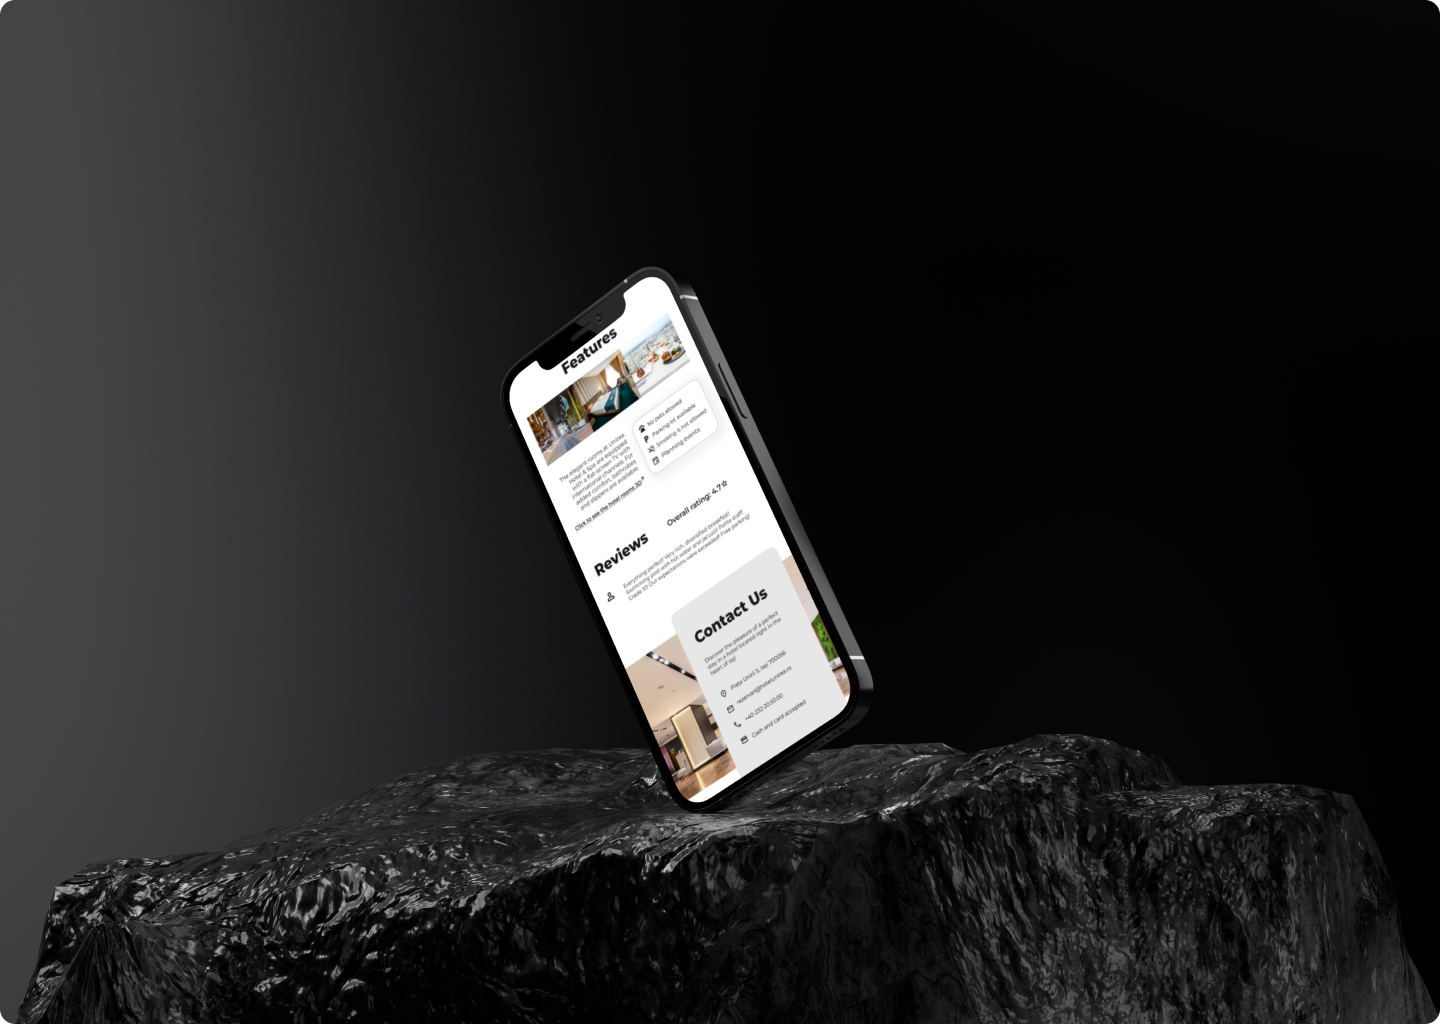 Features
The elegant rooms at Unirea
Hotel & Spa are equipped
with a flat-screen TV with
international channels. For
added comfort, bathrobes
and slippers are available.
Click to see the hotel rooms 3D
No pets allowed
P Parking lot available
Smoking is not allowed
Planning events
Reviews
Overall rating: 4.7
Everything perfect! Very rich, diversified breakfast!
Swimming pool with hot water and jacuzzi! Polite staff!
Grade 10! Our expectations were exceeded! Free parking!
Contact Us
Discover the pleasure of a perfect
stay in a hotel located right in the
heart of Iași!
Piața Unirii 5, Iași 700056
rezervari@hotelunirea.ro
+40-232-20.50.00
Cash and card accepted